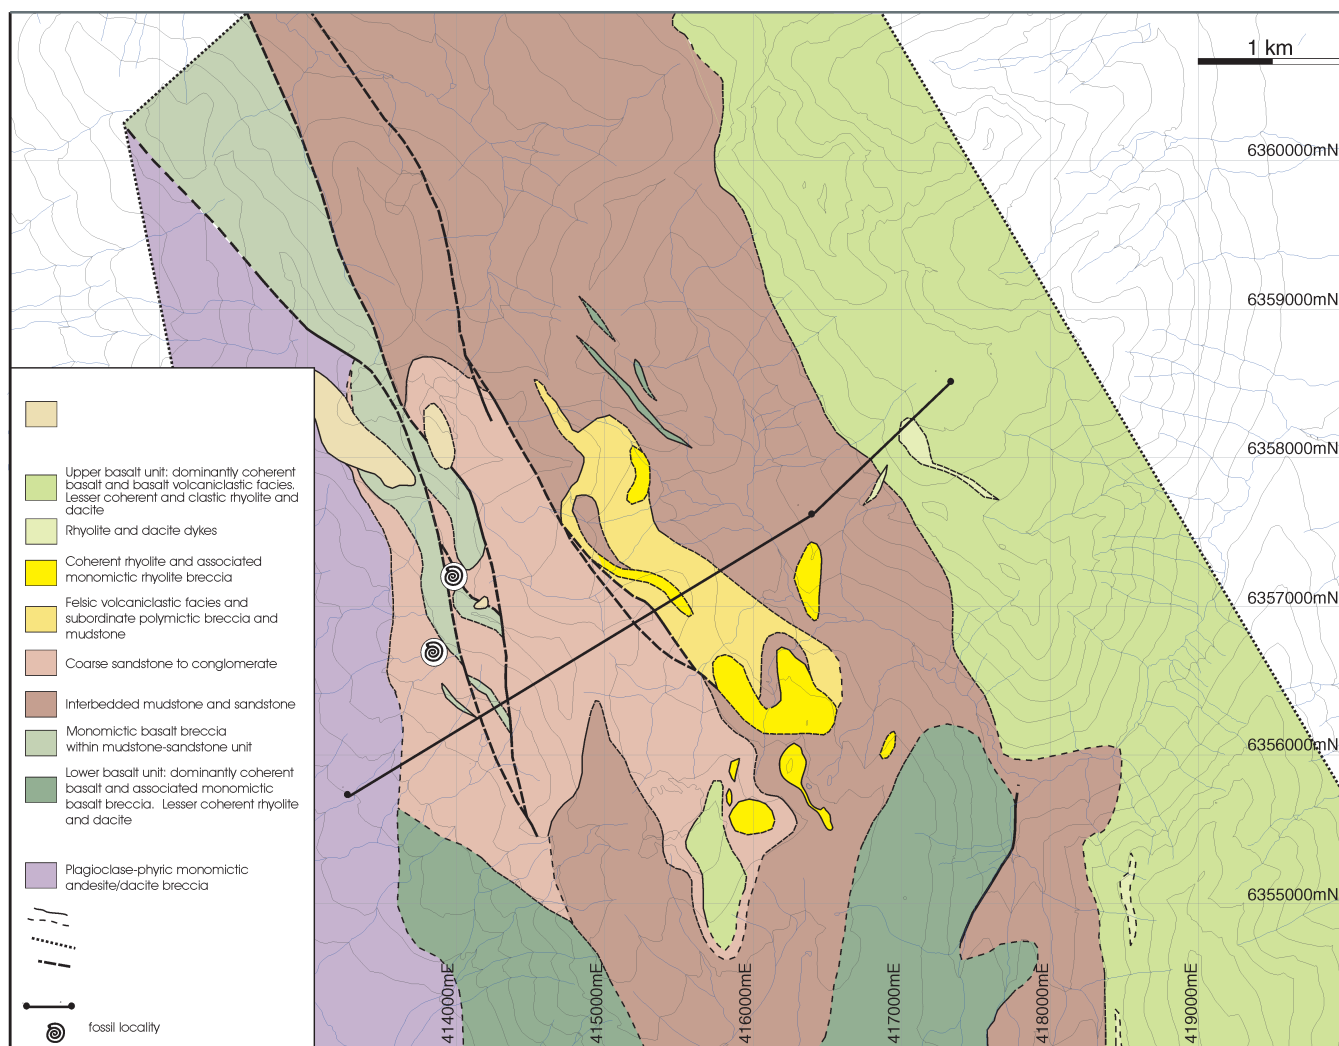 1 km
6360000mN
6359000mN
6358000mN
6357000mN
6356000mN
6355000mN
Upper basalt unit: dominantly coherent
basalt and basalt volcaniclastic facies.
Lesser coherent and clastic rhyolite and
dacite
Rhyolite and dacite dykes
Coherent rhyolite and associated
monomictic rhyolite breccia
Felsic volcaniclastic facies and
subordinate polymictic breccia and
mudstone
Coarse sandstone to conglomerate
Interbedded mudstone and sandstone
Monomictic basalt breccia
within mudstone-sandstone unit
Lower basalt unit: dominantly coherent
basalt and associated monomictic
basalt breccia. Lesser coherent rhyolite
and dacite
Plagioclase-phyric monomictic
andesite/dacite breccia
fossil locality
414000mE
415000mE
416000mE
417000mE
418000mE
419000mE